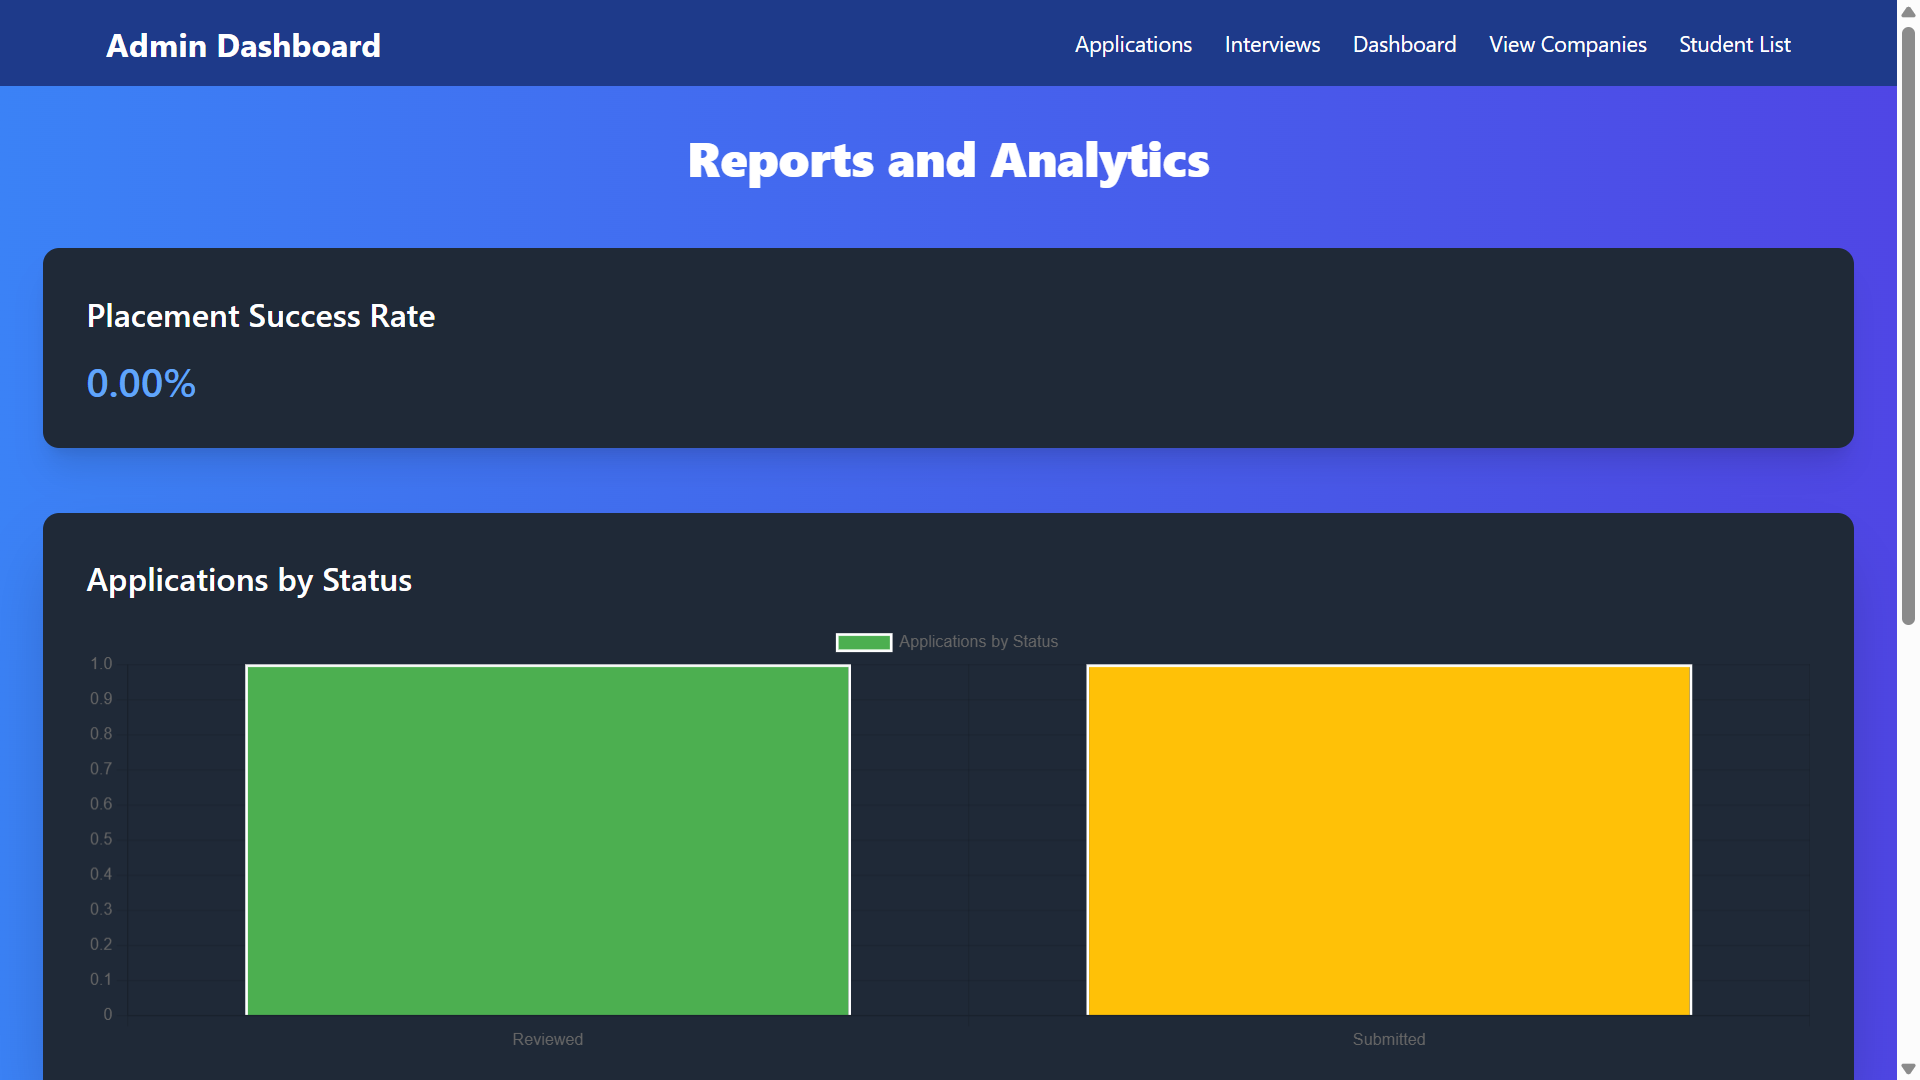 Admin Dashboard
Applications Interviews Dashboard View Companies Student List
Reports and Analytics
Placement Success Rate
0.00%
Applications by Status
Applications by Status
1.0
0.9
0.8
0.7
0.6
0.5
0.4
0.3
0.2
0.1
0
Reviewed Submitted